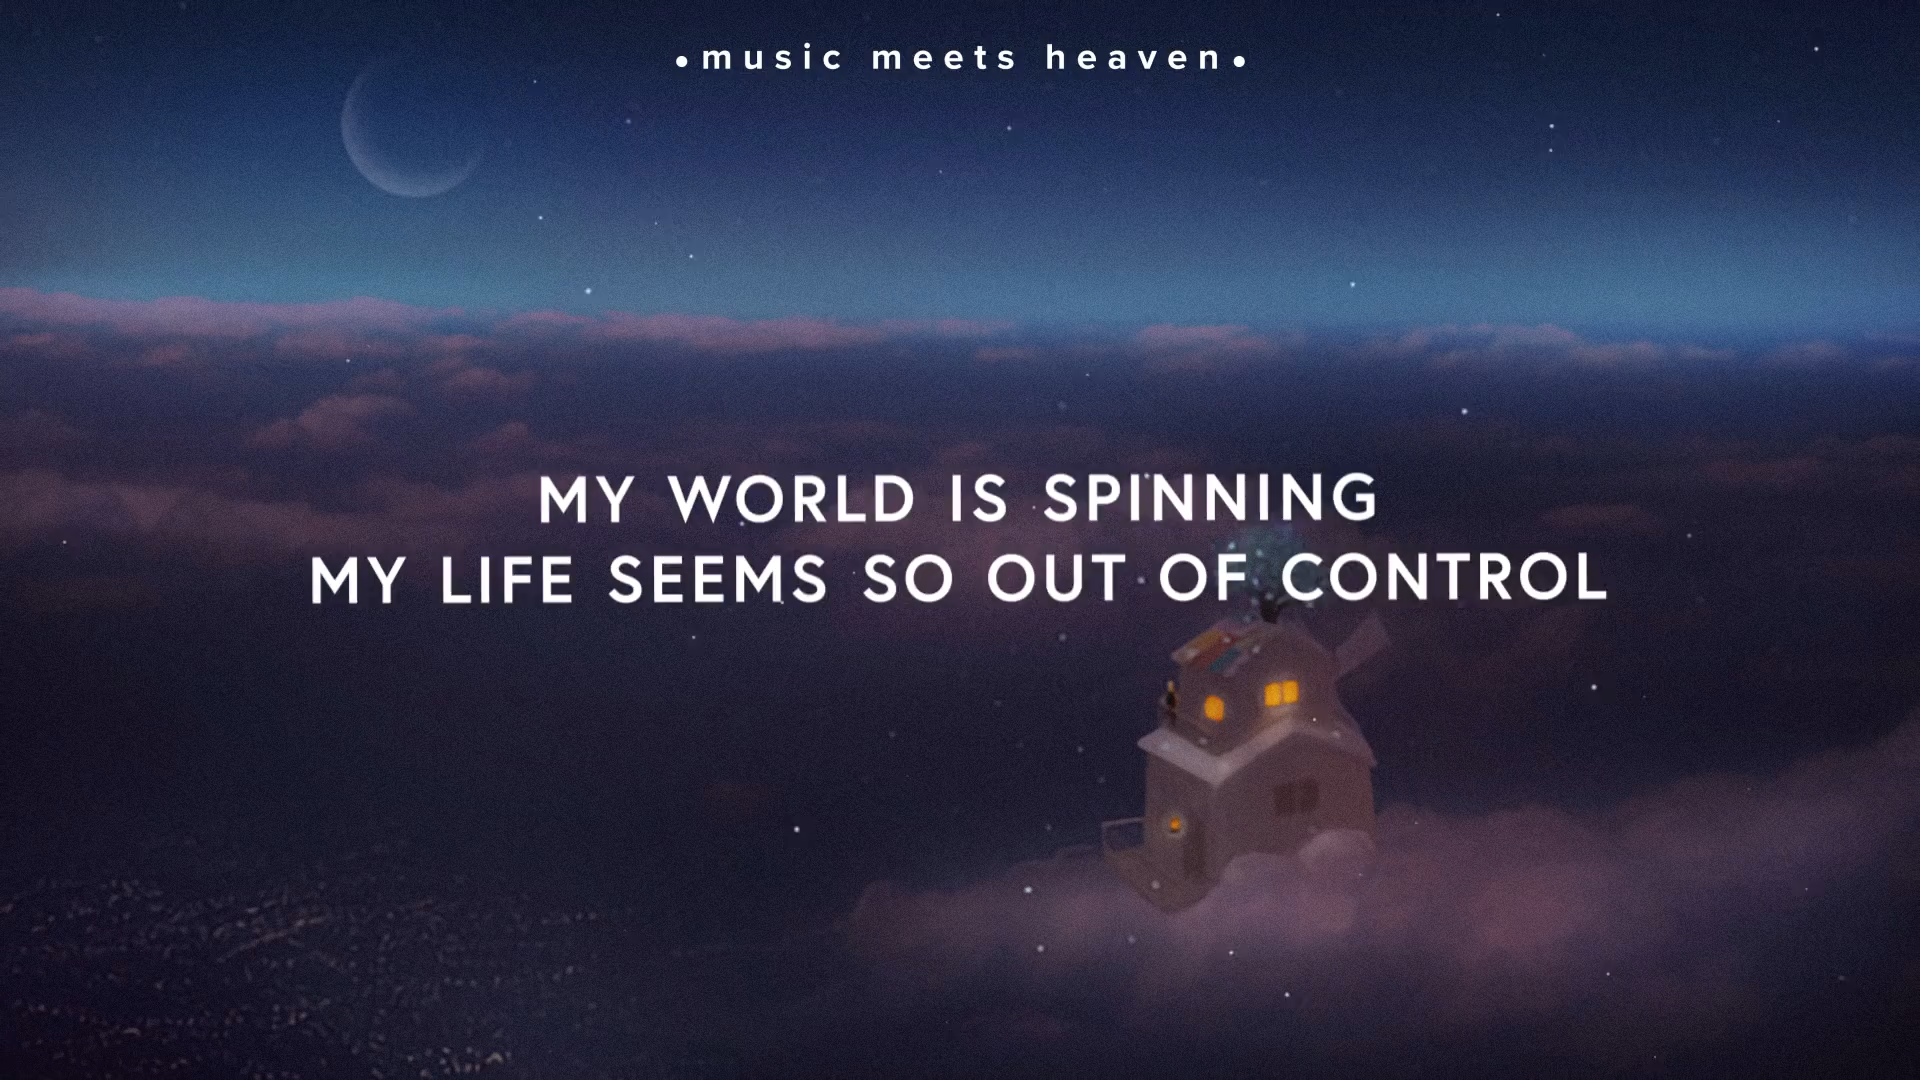 •music meets heaven•
MY WORLD IS SPINNING
MY LIFE SEEMS SO OUT OF CONTROL